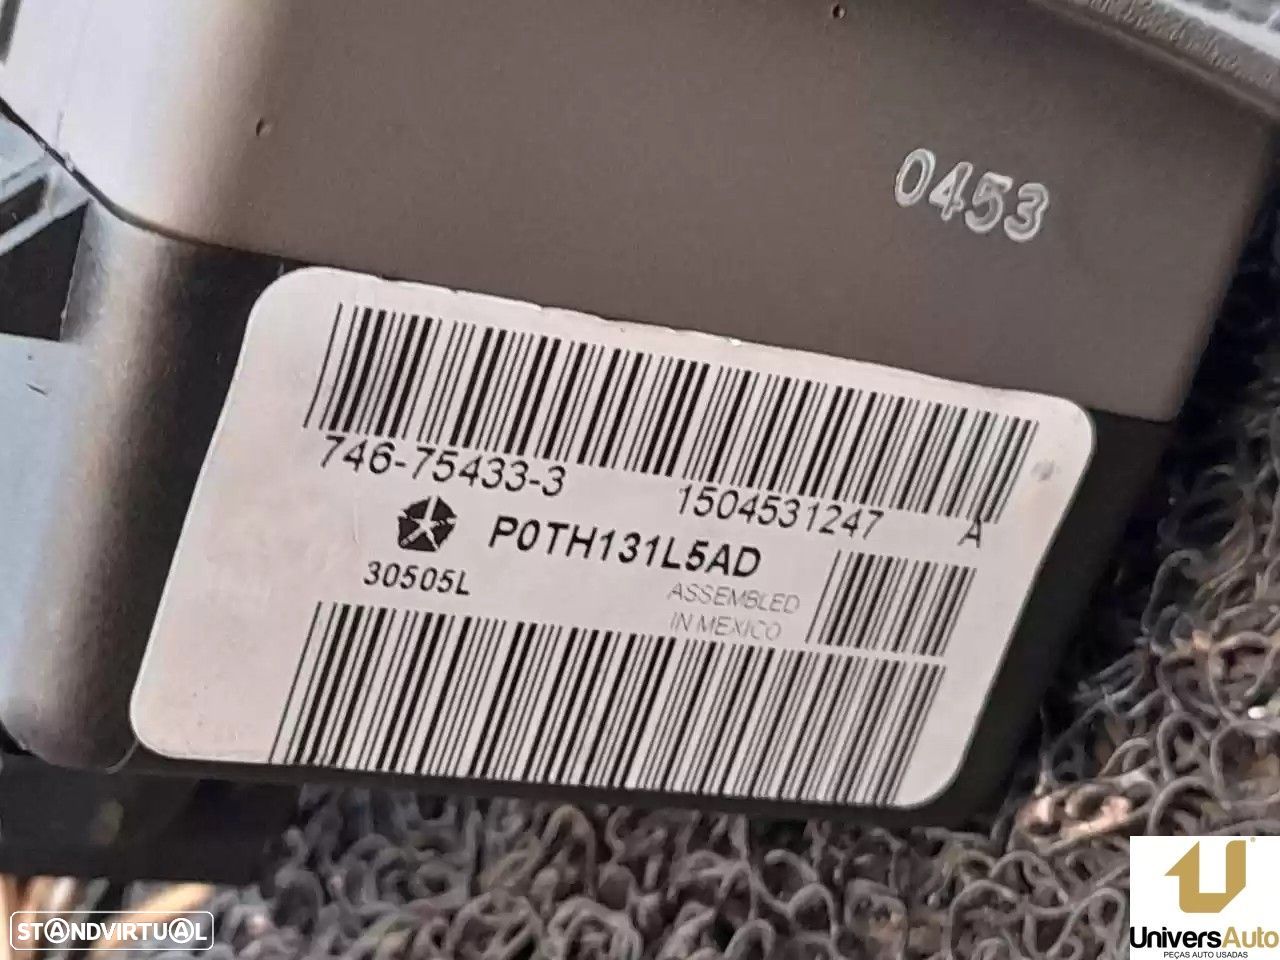 0453
746-75433-3
1504531247
A
P0TH131L5AD
30505L
ASSEMBLED
IN MEXICO
STANDVIRTUAL
UniversAuto
PEÇAS AUTO USADAS